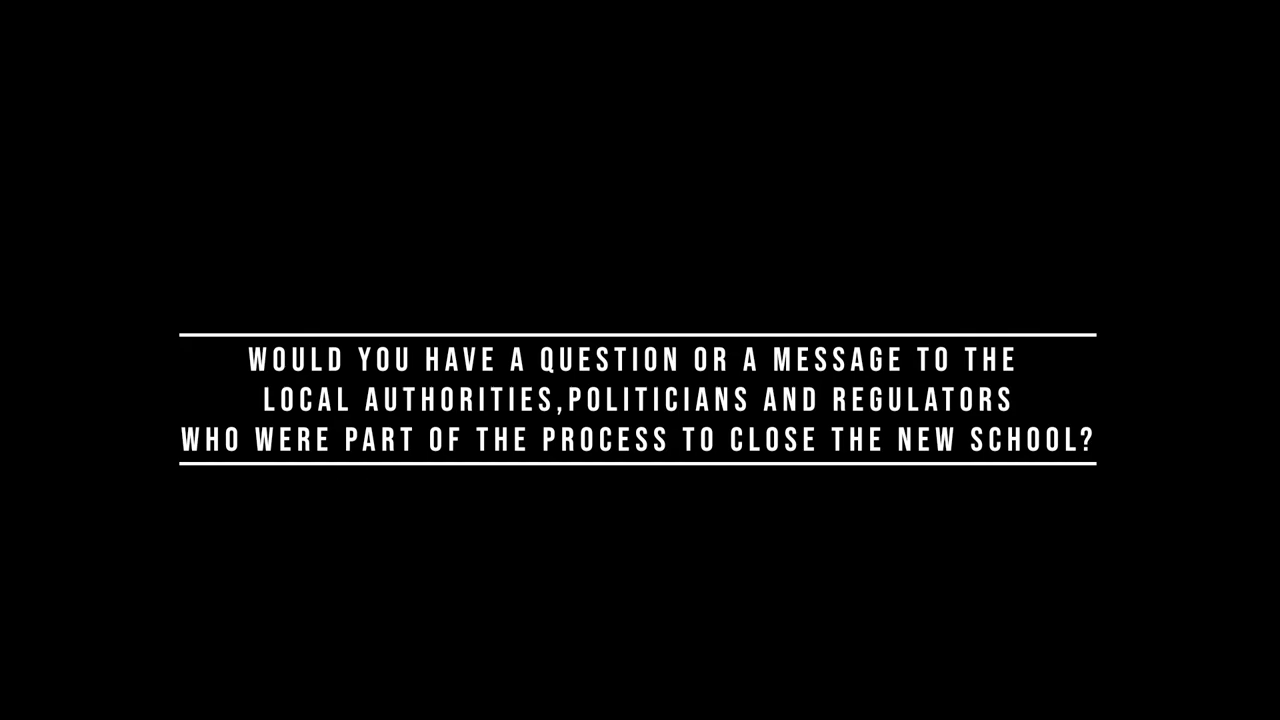 WOULD YOU HAVE A QUESTION OR A MESSAGE TO THE
LOCAL AUTHORITIES,POLITICIANS AND REGULATORS
WHO WERE PART OF THE PROCESS TO CLOSE THE NEW SCHOOL?